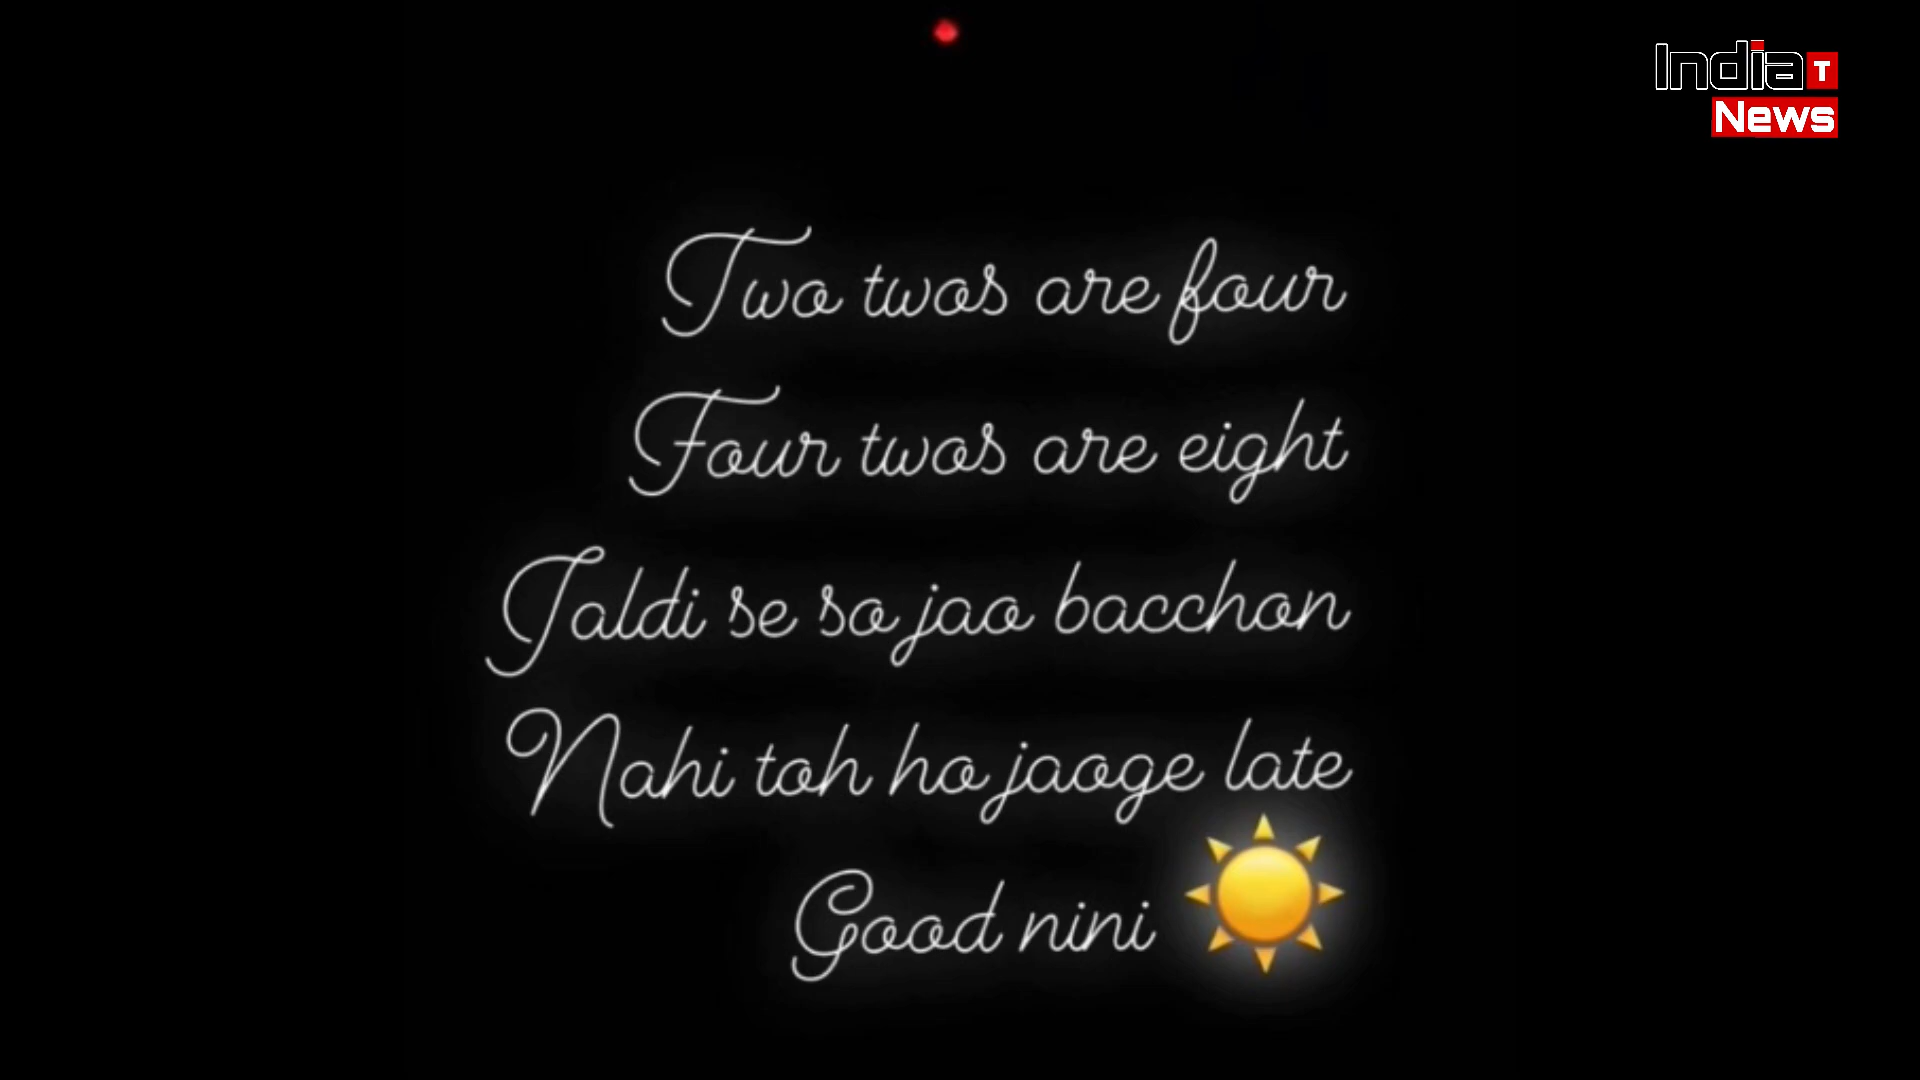 India T
News
Two twos are four
Four twos are eight
Jaldi se so jao bacchon
Nahi toh ho jaoge late
Good nini ☀️